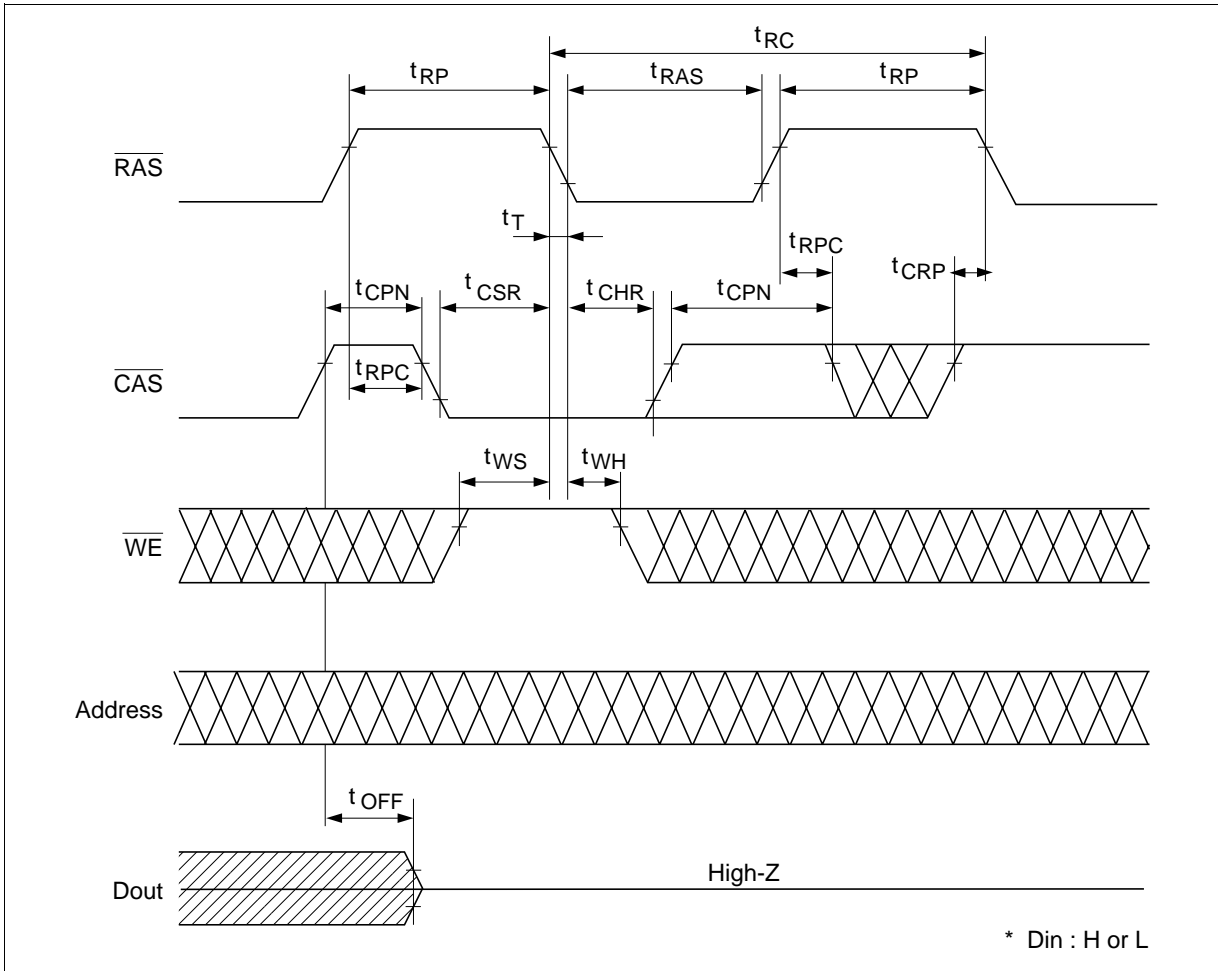 tRC
tRP tRAS tRP
RAS
tT
tRPC
tCRP
tCPN tCSR tCHR tCPN
tRPC
CAS
tWS tWH
WE
Address
tOFF
High-Z
Dout
* Din : H or L